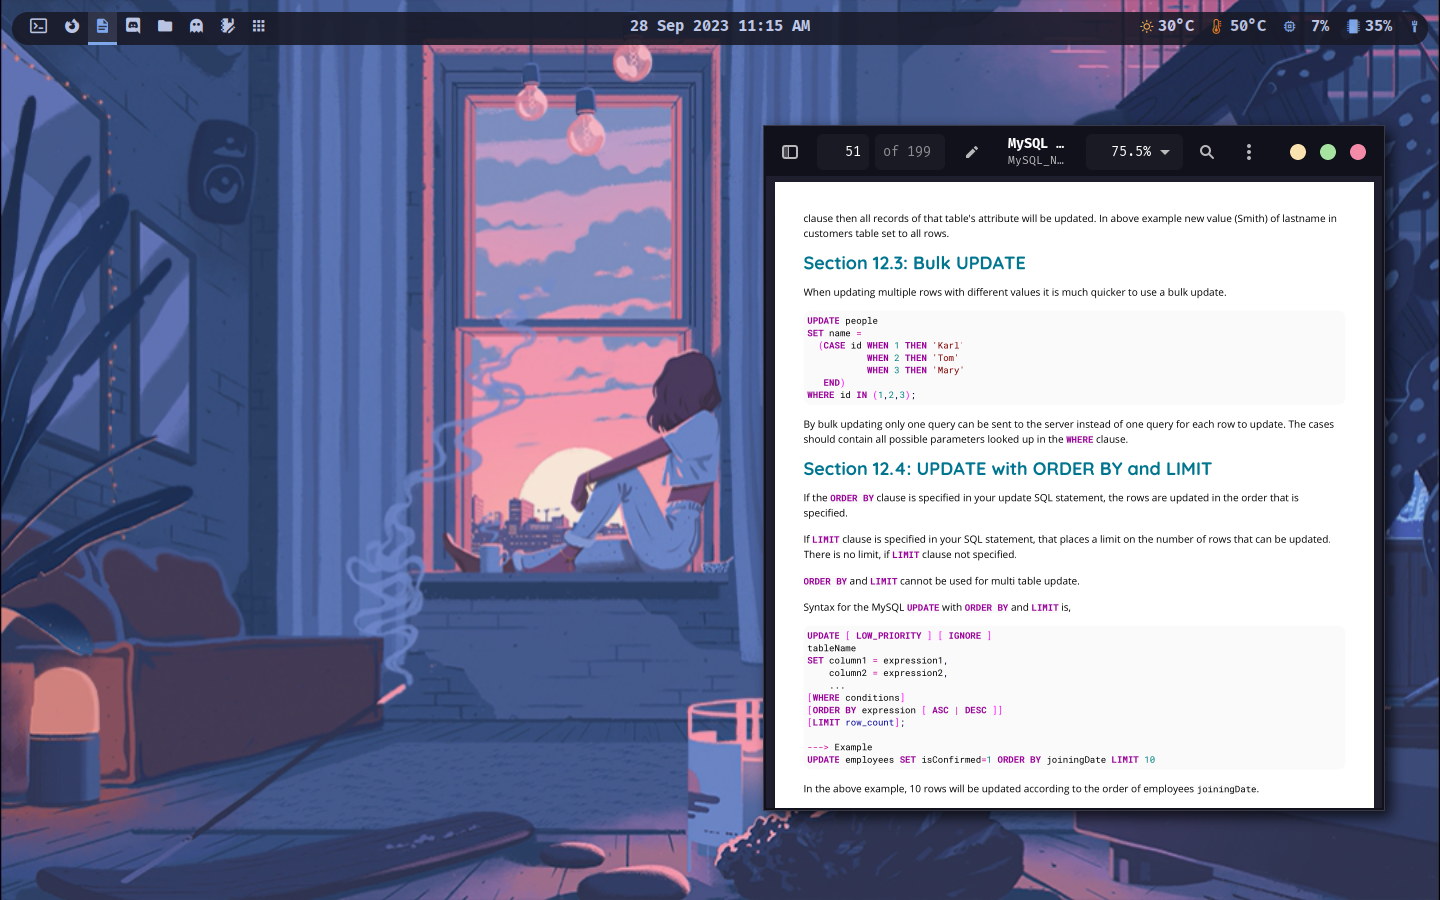 28 Sep 2023 11:15 AM
30°C 50°C 7% 35%
51 of 199 MySQL … 75.5%
MySQL_N…
clause then all records of that table's attribute will be updated. In above example new value (Smith) of lastname in
customers table set to all rows.
Section 12.3: Bulk UPDATE
When updating multiple rows with different values it is much quicker to use a bulk update.
UPDATE people
SET name =
(CASE id WHEN 1 THEN 'Karl'
WHEN 2 THEN 'Tom'
WHEN 3 THEN 'Mary'
END)
WHERE id IN (1,2,3);
By bulk updating only one query can be sent to the server instead of one query for each row to update. The cases
should contain all possible parameters looked up in the WHERE clause.
Section 12.4: UPDATE with ORDER BY and LIMIT
If the ORDER BY clause is specified in your update SQL statement, the rows are updated in the order that is
specified.
If LIMIT clause is specified in your SQL statement, that places a limit on the number of rows that can be updated.
There is no limit, if LIMIT clause not specified.
ORDER BY and LIMIT cannot be used for multi table update.
Syntax for the MySQL UPDATE with ORDER BY and LIMIT is,
UPDATE [ LOW_PRIORITY ] [ IGNORE ]
tableName
SET column1 = expression1,
column2 = expression2,
...
[WHERE conditions]
[ORDER BY expression [ ASC | DESC ]]
[LIMIT row_count];
---> Example
UPDATE employees SET isConfirmed=1 ORDER BY joiningDate LIMIT 10
In the above example, 10 rows will be updated according to the order of employees joiningDate.